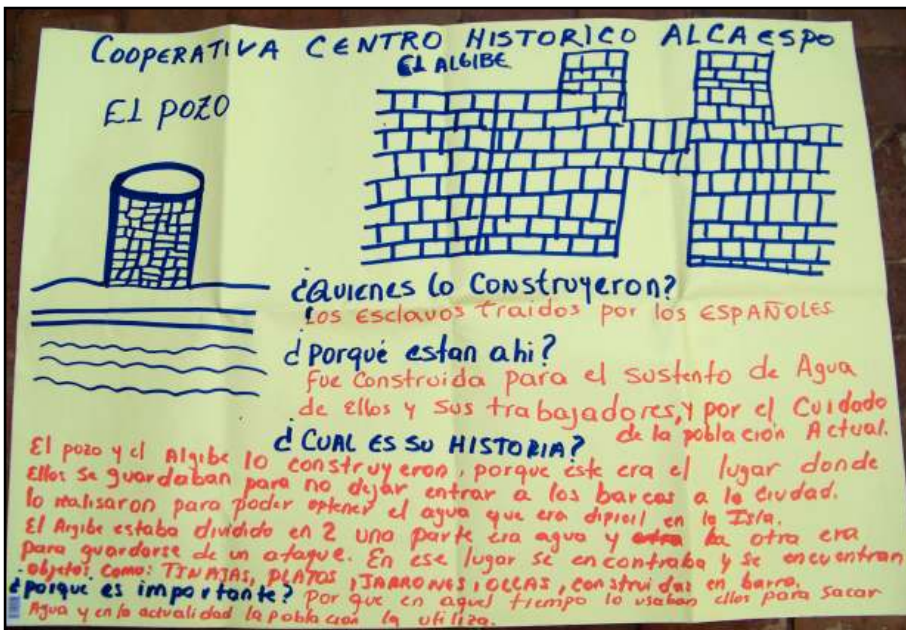 COOPERATIVA CENTRO HISTORICO ALCAESPO
EL ALGIBE
El POZO
¿Quienes lo Construyeron?
Los Esclavos Traidos por los ESPAÑOLES
¿Porqué estan ahi?
Fue Construida para el sustento de Agua
de Ellos y Sus trabajadores, y por el Cuidado
de la población Actual.
¿CUAL ES SU HISTORIA?
El pozo y el Algibe lo construyeron, porque éste era el lugar donde
Ellos se guardaban para no dejar entrar a los barcas a la ciudad.
lo realisaron para poder optener el agua que era dificil en la Isla.
El Argibe estaba dividido en 2 una parte era agua y la otra era
para guardarse de un ataque. En ese lugar se encontraba y se encuentran
objetos como: TINAJAS, PLATOS, JARRONES, OLLAS, construidas en barro.
¿porque es importante? Por que en aquel tiempo lo usaban ellos para sacar
Agua y en la actualidad la población la utiliza.